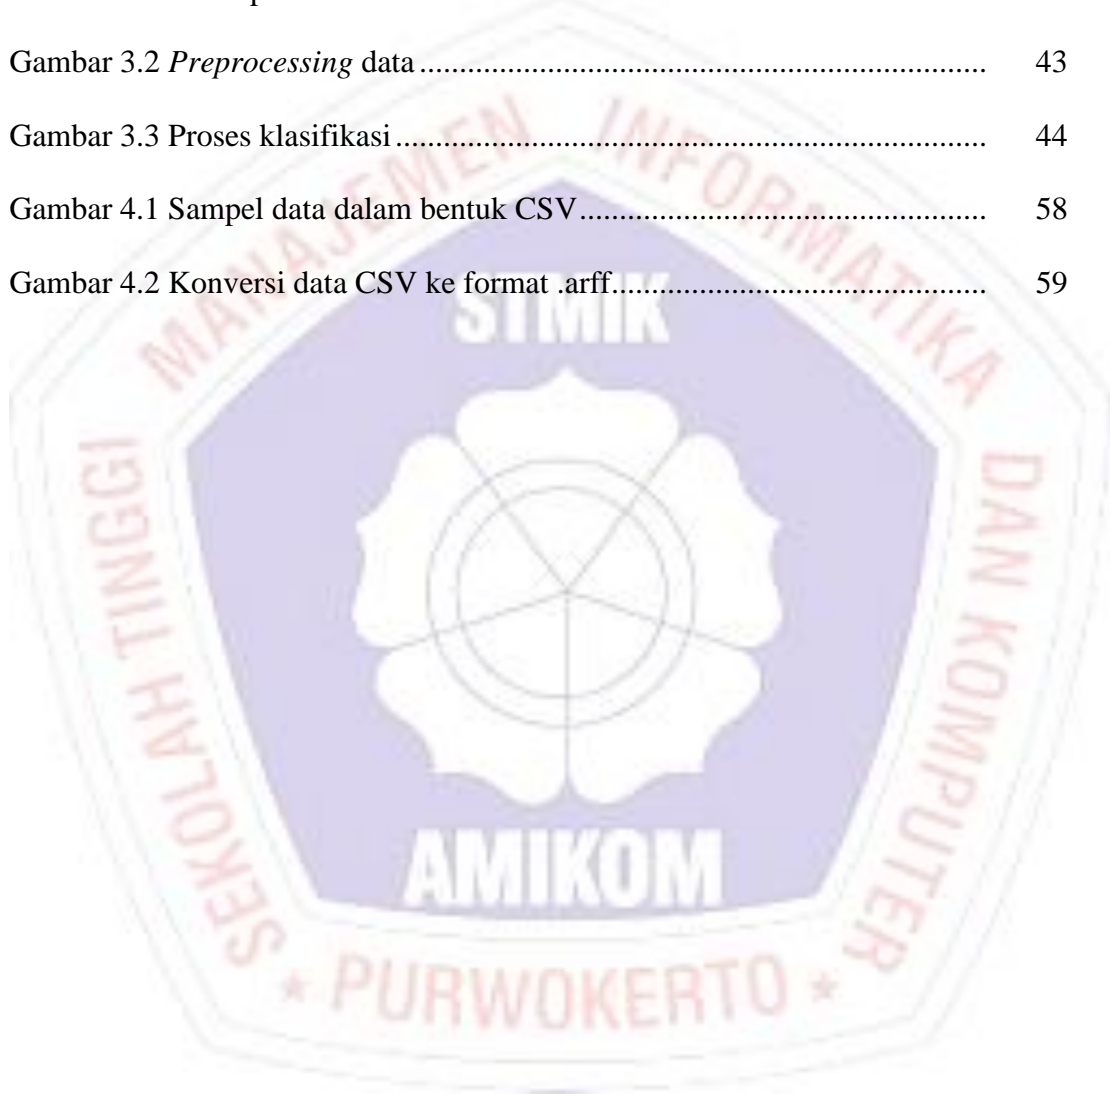 Gambar 3.2 Preprocessing data ............................................................ 43
Gambar 3.3 Proses klasifikasi .............................................................. 44
Gambar 4.1 Sampel data dalam bentuk CSV ........................................... 58
Gambar 4.2 Konversi data CSV ke format .arff ....................................... 59
SEKOLAH TINGGI MANAJEMEN INFORMATIKA DAN KOMPUTER
STMIK
AMIKOM
* PURWOKERTO *